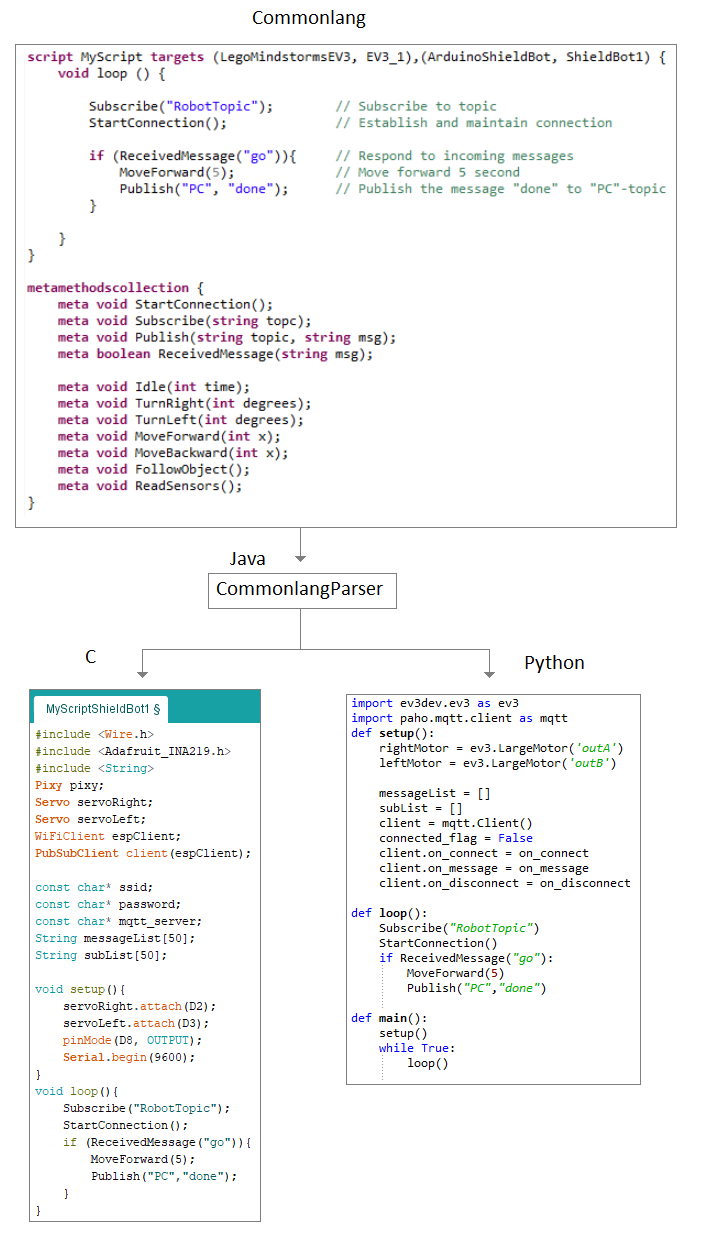 Commonlang
script MyScript targets (LegoMindstormsEV3, EV3_1),(ArduinoShieldBot, ShieldBot1) {
void loop () {
Subscribe("RobotTopic"); // Subscribe to topic
StartConnection(); // Establish and maintain connection
if (ReceivedMessage("go")){ // Respond to incoming messages
MoveForward(5); // Move forward 5 second
Publish("PC", "done"); // Publish the message "done" to "PC"-topic
}
}
}
metamethodscollection {
meta void StartConnection();
meta void Subscribe(string topc);
meta void Publish(string topic, string msg);
meta boolean ReceivedMessage(string msg);
meta void Idle(int time);
meta void TurnRight(int degrees);
meta void TurnLeft(int degrees);
meta void MoveForward(int x);
meta void MoveBackward(int x);
meta void FollowObject();
meta void ReadSensors();
}
Java
CommonlangParser
C
MyScriptShieldBot1 §
#include <Wire.h>
#include <Adafruit_INA219.h>
#include <String>
Pixy pixy;
Servo servoRight;
Servo servoLeft;
WiFiClient espClient;
PubSubClient client(espClient);
const char* ssid;
const char* password;
const char* mqtt_server;
String messageList[50];
String subList[50];
void setup(){
servoRight.attach(D2);
servoLeft.attach(D3);
pinMode(D8, OUTPUT);
Serial.begin(9600);
}
void loop(){
Subscribe("RobotTopic");
StartConnection();
if (ReceivedMessage("go")){
MoveForward(5);
Publish("PC","done");
}
}
Python
import ev3dev.ev3 as ev3
import paho.mqtt.client as mqtt
def setup():
rightMotor = ev3.LargeMotor('outA')
leftMotor = ev3.LargeMotor('outB')
messageList = []
subList = []
client = mqtt.Client()
connected_flag = False
client.on_connect = on_connect
client.on_message = on_message
client.on_disconnect = on_disconnect
def loop():
Subscribe("RobotTopic")
StartConnection()
if ReceivedMessage("go"):
MoveForward(5)
Publish("PC","done")
def main():
setup()
while True:
loop()